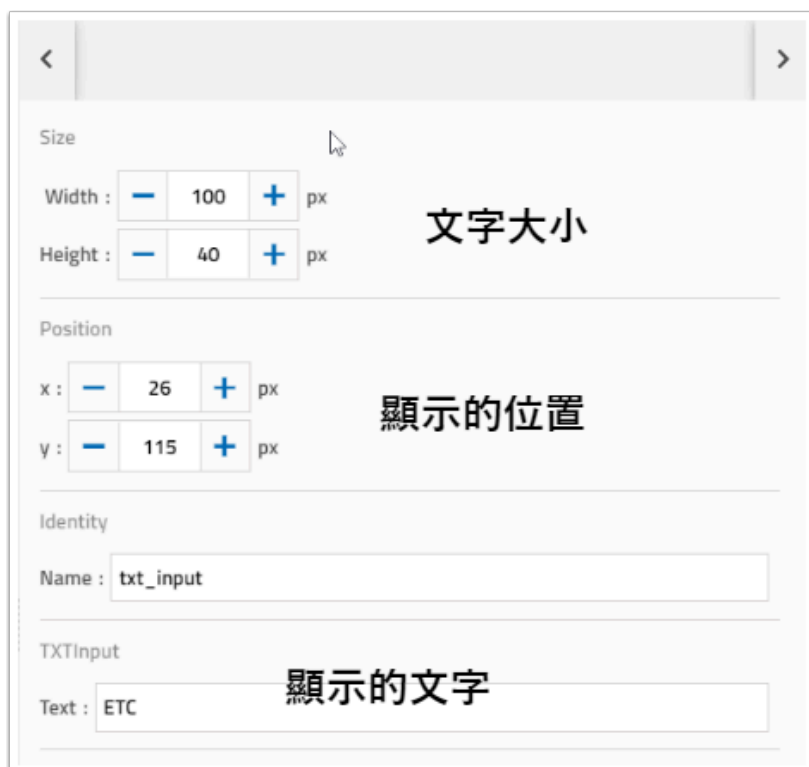 Size
Width : 100 px
文字大小
Height : 40 px
Position
x : 26 px
顯示的位置
y : 115 px
Identity
Name : txt_input
TXTInput
顯示的文字
Text : ETC